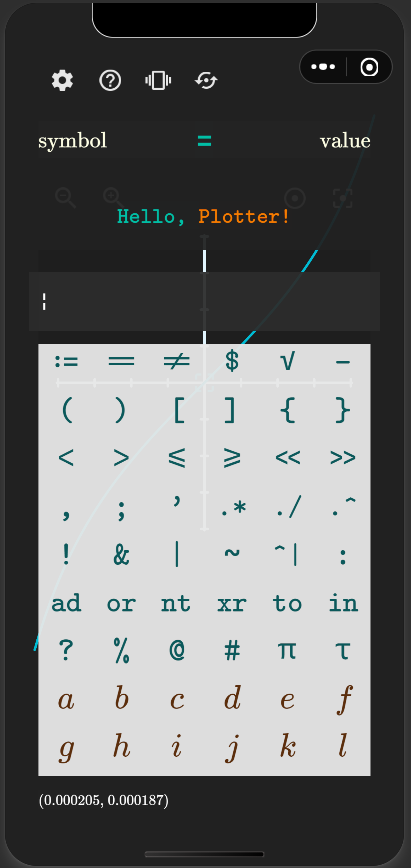 symbol = value
Hello, Plotter!
:= == ≠ $ √ −
( ) [ ] { }
< > ⩽ ⩾ << >>
, ; ’ .* ./ .^
! & | ~ ^| :
ad or nt xr to in
? % @ # π τ
a b c d e f
g h i j k l
(0.000205, 0.000187)